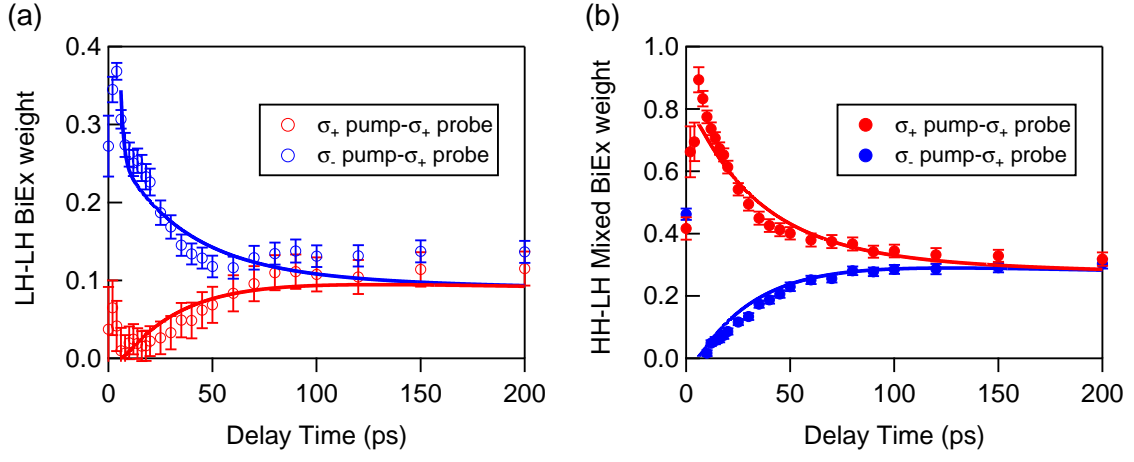 (a)
0.4
0.3
0.2
0.1
0.0
LH-LH BiEx weight
σ+ pump-σ+ probe
σ- pump-σ+ probe
0
50
100
150
200
Delay Time (ps)
(b)
1.0
0.8
0.6
0.4
0.2
0.0
HH-LH Mixed BiEx weight
σ+ pump-σ+ probe
σ- pump-σ+ probe
0
50
100
150
200
Delay Time (ps)